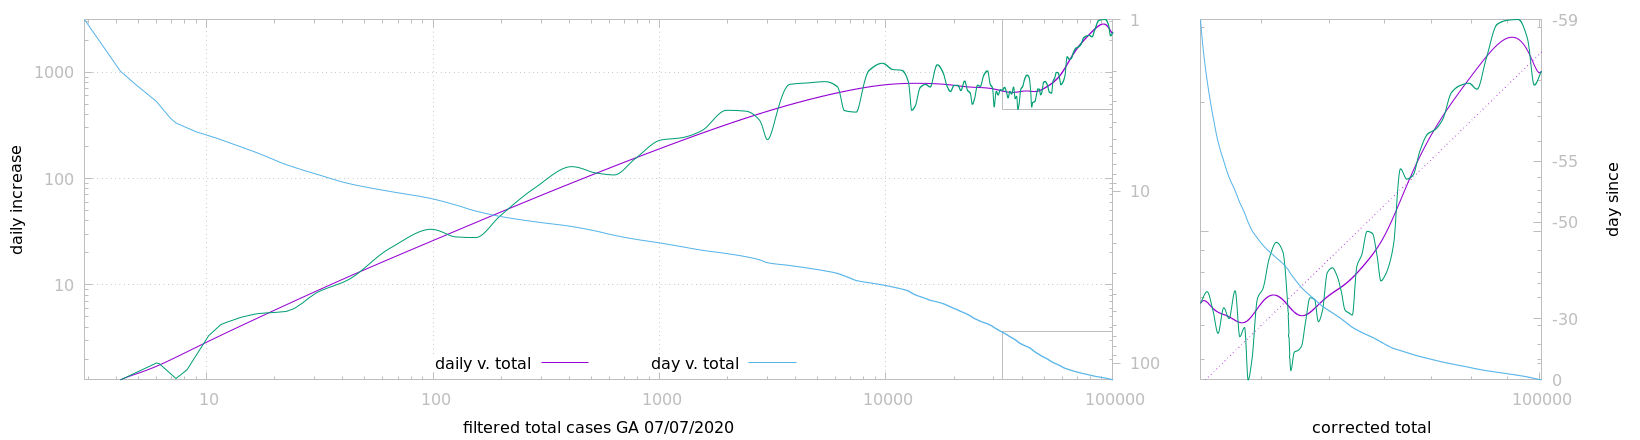 daily increase
1000
100
10
1
10
100
daily v. total
day v. total
10
100
1000
10000
100000
filtered total cases GA 07/07/2020
-59
-55
-50
-30
0
day since
100000
corrected total